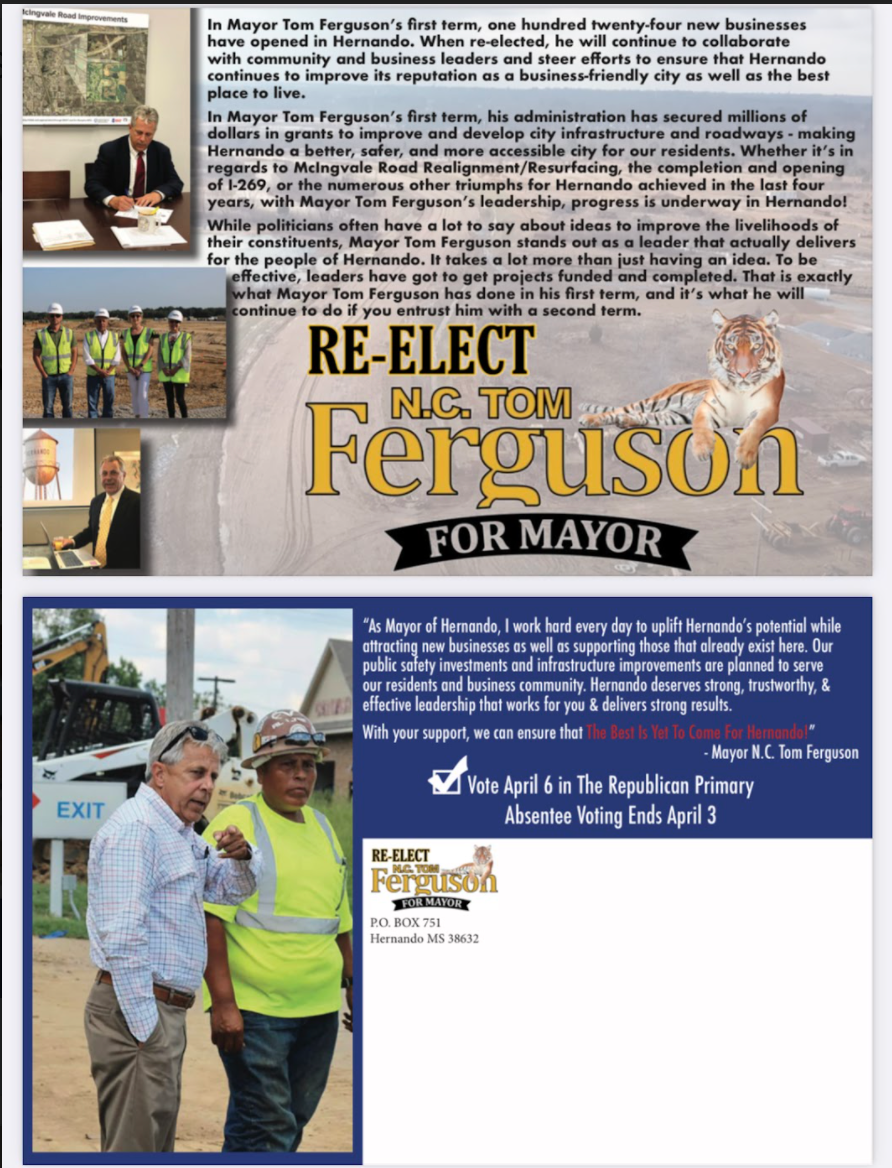 McIngvale Road Improvements
In Mayor Tom Ferguson's first term, one hundred twenty-four new businesses
have opened in Hernando. When re-elected, he will continue to collaborate
with community and business leaders and steer efforts to ensure that Hernando
continues to improve its reputation as a business-friendly city as well as the best
place to live.
In Mayor Tom Ferguson's first term, his administration has secured millions of
dollars in grants to improve and develop city infrastructure and roadways - making
Hernando a better, safer, and more accessible city for our residents. Whether it's in
regards to McIngvale Road Realignment/Resurfacing, the completion and opening
of I-269, or the numerous other triumphs for Hernando achieved in the last four
years, with Mayor Tom Ferguson's leadership, progress is underway in Hernando!
While politicians often have a lot to say about ideas to improve the livelihoods of
their constituents, Mayor Tom Ferguson stands out as a leader that actually delivers
for the people of Hernando. It takes a lot more than just having an idea. To be
effective, leaders have got to get projects funded and completed. That is exactly
what Mayor Tom Ferguson has done in his first term, and it's what he will
continue to do if you entrust him with a second term.
RE-ELECT
N.C. TOM
Ferguson
FOR MAYOR
"As Mayor of Hernando, I work hard every day to uplift Hernando's potential while
attracting new businesses as well as supporting those that already exist here. Our
public safety investments and infrastructure improvements are planned to serve
our residents and business community. Hernando deserves strong, trustworthy, &
effective leadership that works for you & delivers strong results.
With your support, we can ensure that The Best Is Yet To Come For Hernando!"
- Mayor N.C. Tom Ferguson
Vote April 6 in The Republican Primary
Absentee Voting Ends April 3
EXIT
RE-ELECT
N.C. TOM
Ferguson
FOR MAYOR
P.O. BOX 751
Hernando MS 38632